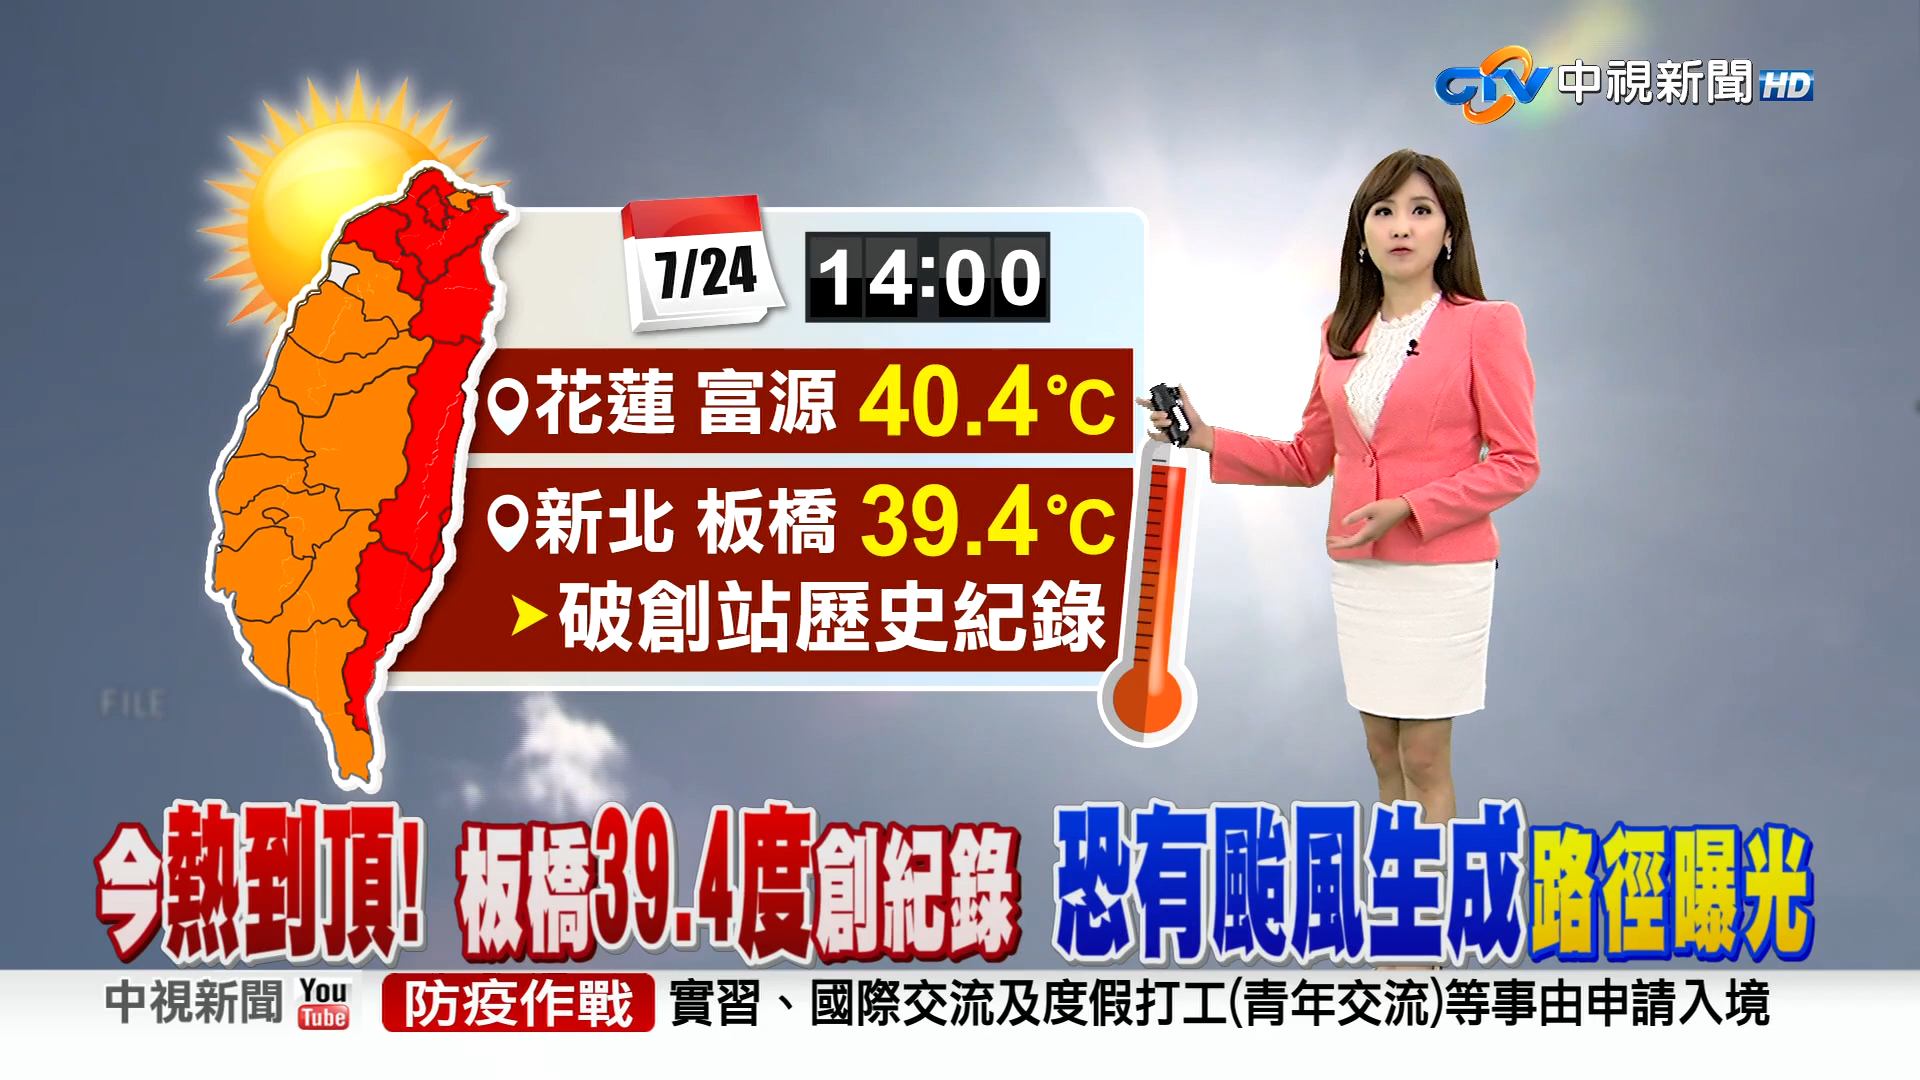 CTV 中視新聞 HD
7/24 14:00
花蓮 富源 40.4°C
新北 板橋 39.4°C
➤破創站歷史紀錄
FILE
今熱到頂! 板橋39.4度創紀錄 恐有颱風生成路徑曝光
中視新聞 YouTube 防疫作戰 實習、國際交流及度假打工(青年交流)等事由申請入境